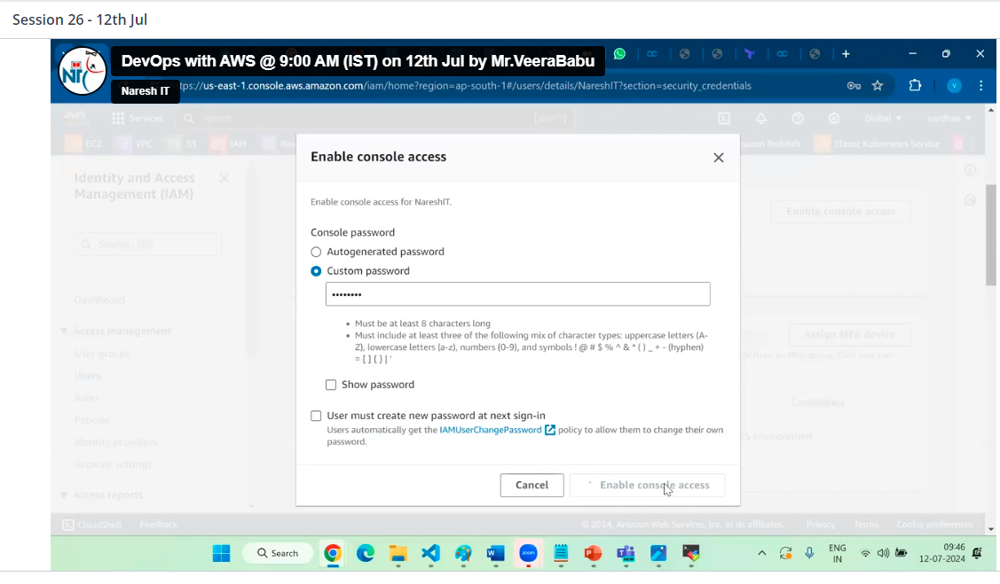 Session 26 - 12th Jul
DevOps with AWS @ 9:00 AM (IST) on 12th Jul by Mr.VeeraBabu
Naresh IT
ttps://us-east-1.console.aws.amazon.com/iam/home?region=ap-south-1#/users/details/NareshIT?section=security_credentials
aws
Services
Search
[Alt+S]
Global
vardhan
EC2
VPC
S3
IAM
Amazon Redshift
Elastic Kubernetes Service
Identity and Access
Management (IAM)
Search IAM
Dashboard
Access management
User groups
Users
Roles
Policies
Identity providers
Account settings
Access reports
Enable console access
Assign MFA device
Enable console access
Enable console access for NareshIT.
Console password
Autogenerated password
Custom password
••••••••
• Must be at least 8 characters long
• Must include at least three of the following mix of character types: uppercase letters (A-
Z), lowercase letters (a-z), numbers (0-9), and symbols ! @ # $ % ^ & * ( ) _ + - (hyphen)
= [ ] { } | '
Show password
User must create new password at next sign-in
Users automatically get the IAMUserChangePassword policy to allow them to change their own
password.
Cancel
Enable console access
CloudShell
Feedback
© 2024, Amazon Web Services, Inc. or its affiliates.
Privacy
Terms
Cookie preferences
Search
zoom
ENG
IN
09:46
12-07-2024